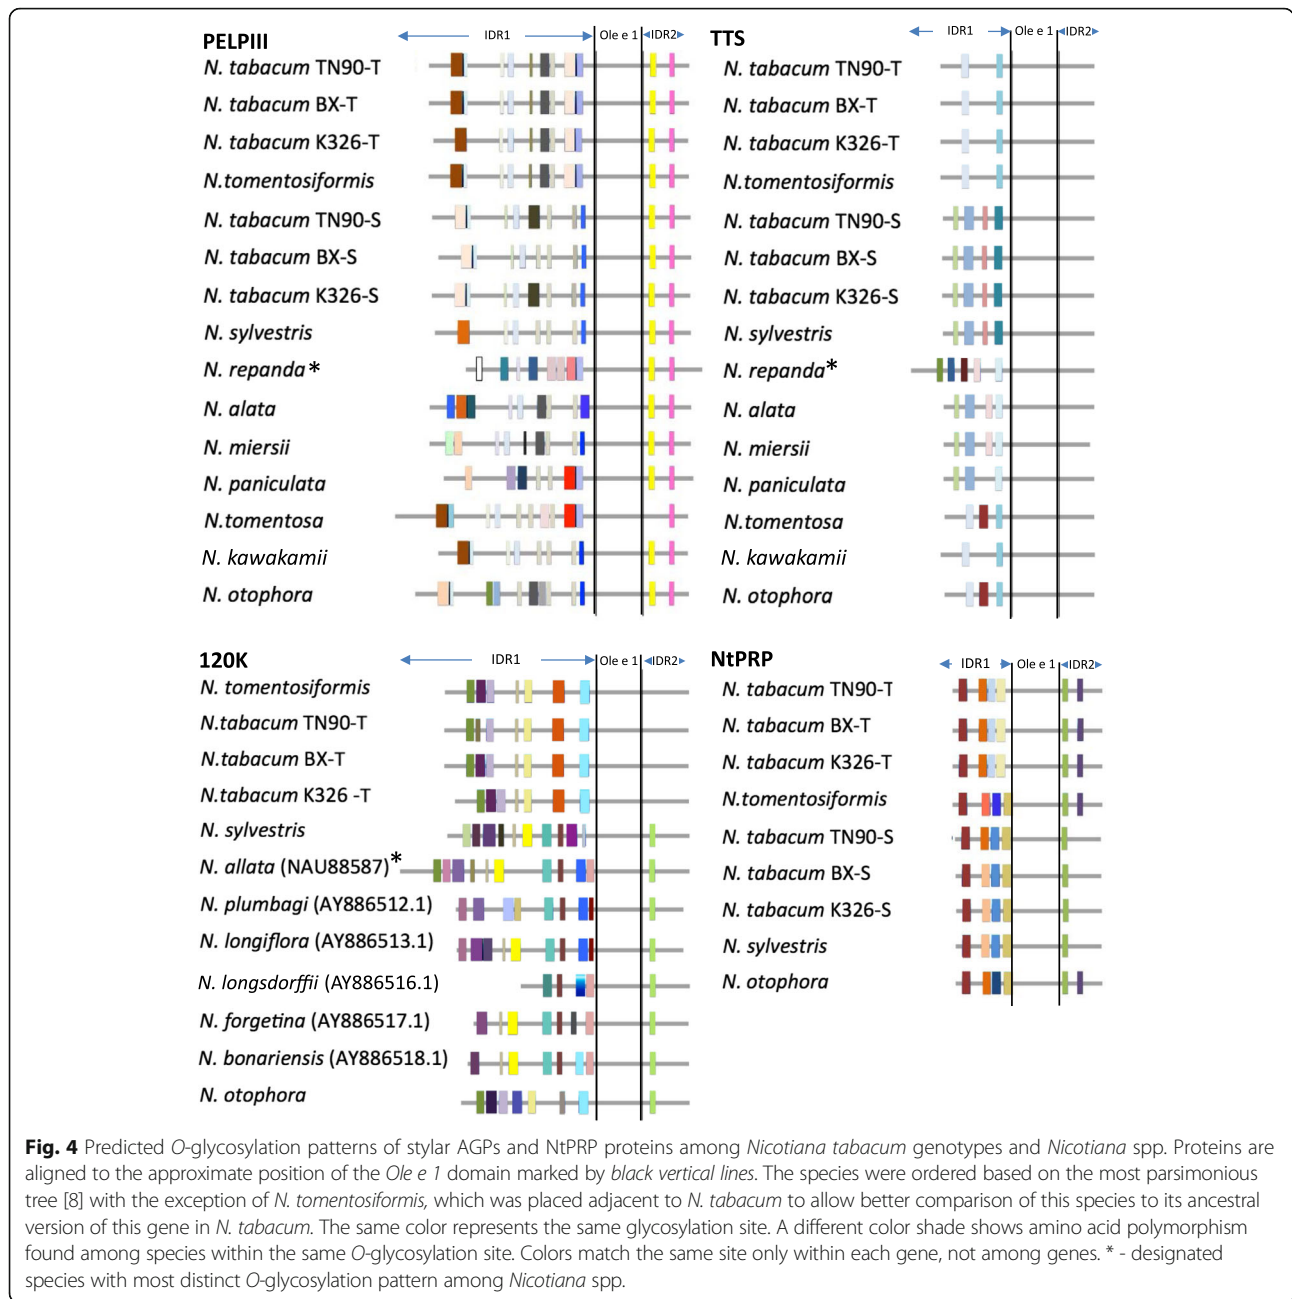 PELPIII
IDR1
Ole e 1
IDR2
N. tabacum TN90-T
N. tabacum BX-T
N. tabacum K326-T
N.tomentosiformis
N. tabacum TN90-S
N. tabacum BX-S
N. tabacum K326-S
N. sylvestris
N. repanda*
N. alata
N. miersii
N. paniculata
N.tomentosa
N. kawakamii
N. otophora
TTS
IDR1
Ole e 1
IDR2
N. tabacum TN90-T
N. tabacum BX-T
N. tabacum K326-T
N.tomentosiformis
N. tabacum TN90-S
N. tabacum BX-S
N. tabacum K326-S
N. sylvestris
N. repanda*
N. alata
N. miersii
N. paniculata
N.tomentosa
N. kawakamii
N. otophora
120K
IDR1
Ole e 1
IDR2
N. tomentosiformis
N.tabacum TN90-T
N.tabacum BX-T
N.tabacum K326 -T
N. sylvestris
N. allata (NAU88587)*
N. plumbagi (AY886512.1)
N. longiflora (AY886513.1)
N. longsdorffii (AY886516.1)
N. forgetina (AY886517.1)
N. bonariensis (AY886518.1)
N. otophora
NtPRP
IDR1
Ole e 1
IDR2
N. tabacum TN90-T
N. tabacum BX-T
N. tabacum K326-T
N.tomentosiformis
N. tabacum TN90-S
N. tabacum BX-S
N. tabacum K326-S
N. sylvestris
N. otophora
Fig. 4 Predicted O-glycosylation patterns of stylar AGPs and NtPRP proteins among Nicotiana tabacum genotypes and Nicotiana spp. Proteins are
aligned to the approximate position of the Ole e 1 domain marked by black vertical lines. The species were ordered based on the most parsimonious
tree [8] with the exception of N. tomentosiformis, which was placed adjacent to N. tabacum to allow better comparison of this species to its ancestral
version of this gene in N. tabacum. The same color represents the same glycosylation site. A different color shade shows amino acid polymorphism
found among species within the same O-glycosylation site. Colors match the same site only within each gene, not among genes. * - designated
species with most distinct O-glycosylation pattern among Nicotiana spp.